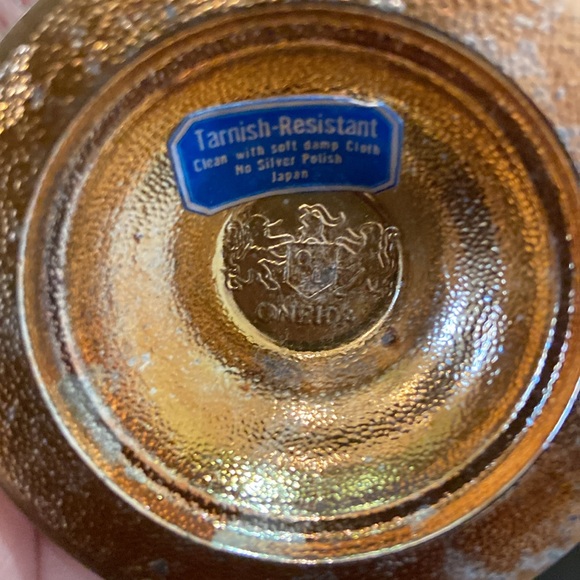 Tarnish-Resistant
Clean with soft damp Cloth
No Silver Polish
Japan
ONEIDA